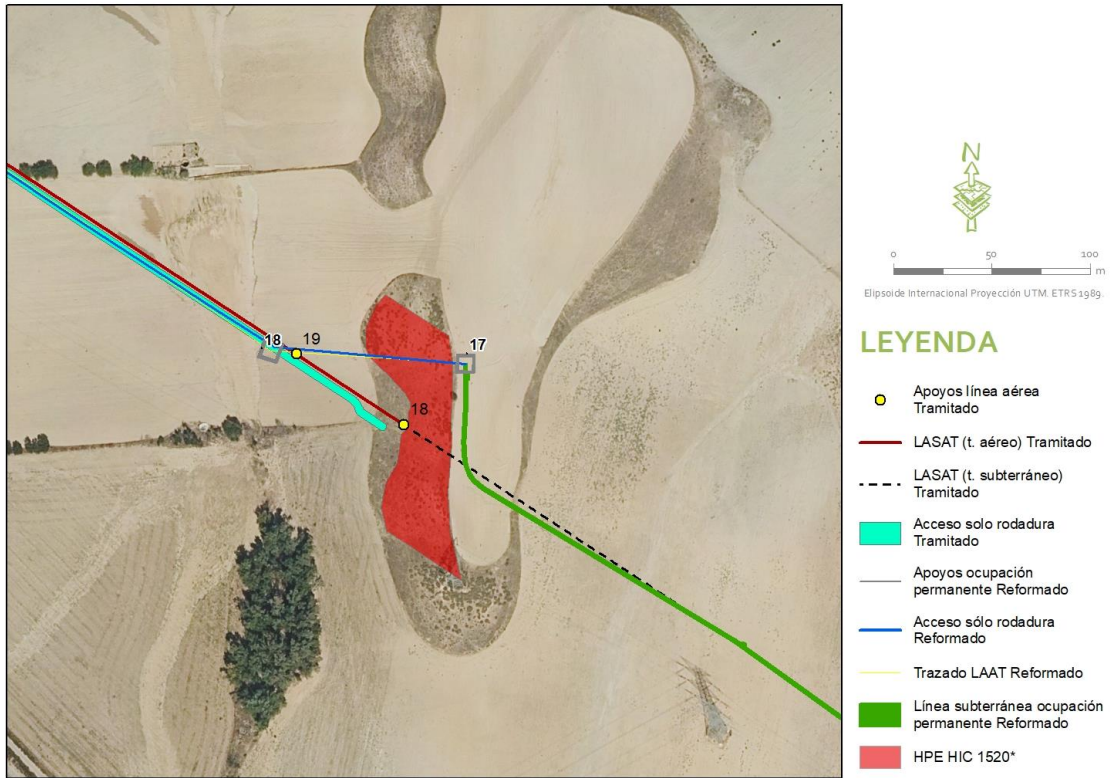 18
19
17
18
N
0
50
100
m
Elipsoide Internacional Proyección UTM. ETRS1989
LEYENDA
Apoyos línea aérea
Tramitado
LASAT (t. aéreo) Tramitado
LASAT (t. subterráneo)
Tramitado
Acceso solo rodadura
Tramitado
Apoyos ocupación
permanente Reformado
Acceso sólo rodadura
Reformado
Trazado LAAT Reformado
Línea subterránea ocupación
permanente Reformado
HPE HIC 1520*